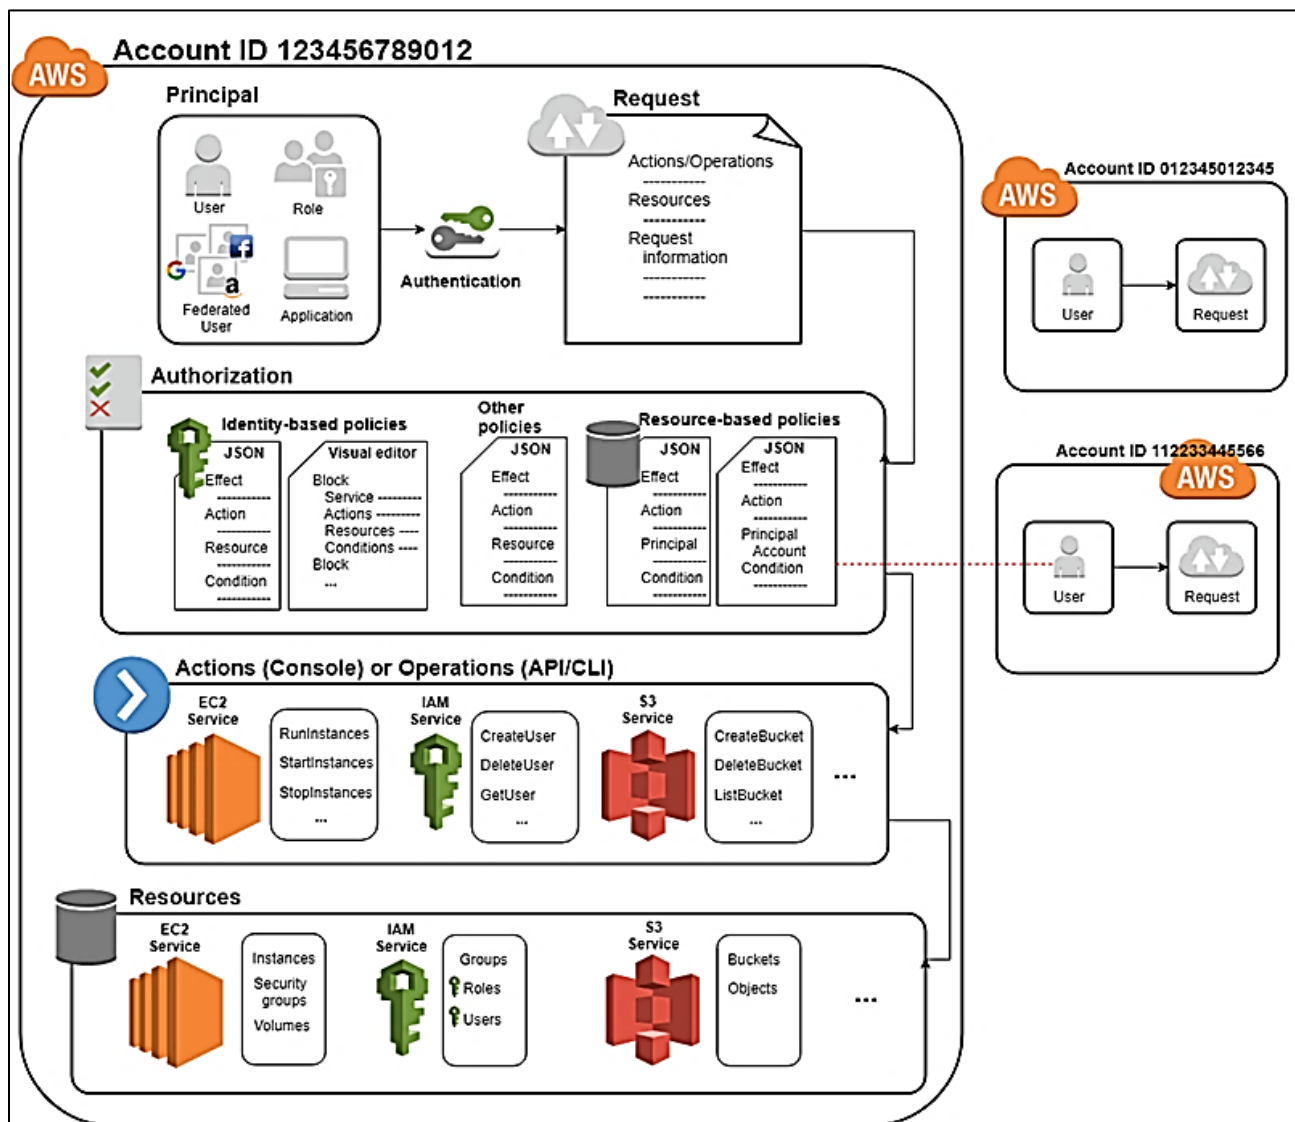 AWS
Account ID 123456789012
Principal
User
Role
G
f
a
Federated
User
Application
Authentication
Request
Actions/Operations
-----------
Resources
-----------
Request
information
-----------
-----------
Authorization
Identity-based policies
JSON
Effect
-----------
Action
-----------
Resource
-----------
Condition
-----------
Visual editor
Block
Service ---------
Actions ---------
Resources ----
Conditions ----
Block
...
Other
policies
JSON
Effect
-----------
Action
-----------
Resource
-----------
Condition
-----------
Resource-based policies
JSON
Effect
-----------
Action
-----------
Principal
-----------
Condition
-----------
JSON
Effect
-----------
Action
-----------
Principal
Account
Condition
-----------
Actions (Console) or Operations (API/CLI)
EC2
Service
RunInstances
StartInstances
StopInstances
...
IAM
Service
CreateUser
DeleteUser
GetUser
...
S3
Service
CreateBucket
DeleteBucket
ListBucket
...
...
Resources
EC2
Service
Instances
Security
groups
Volumes
IAM
Service
Groups
Roles
Users
S3
Service
Buckets
Objects
...
AWS
Account ID 012345012345
User
Request
Account ID 112233445566
AWS
User
Request